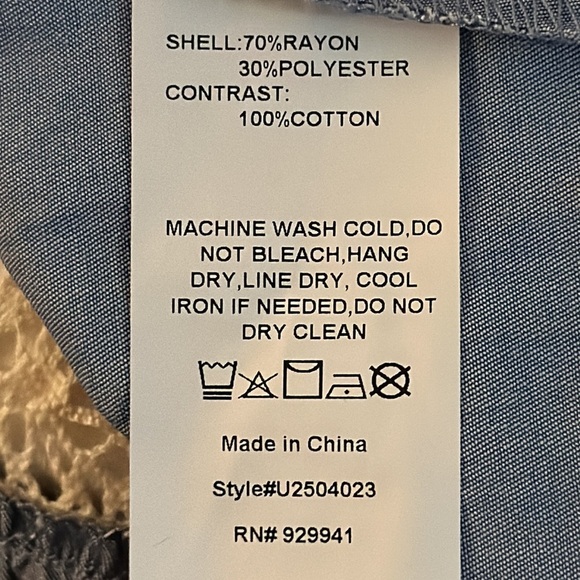 SHELL:70%RAYON
30%POLYESTER
CONTRAST:
100%COTTON
MACHINE WASH COLD,DO
NOT BLEACH,HANG
DRY,LINE DRY, COOL
IRON IF NEEDED,DO NOT
DRY CLEAN
Made in China
Style#U2504023
RN# 929941